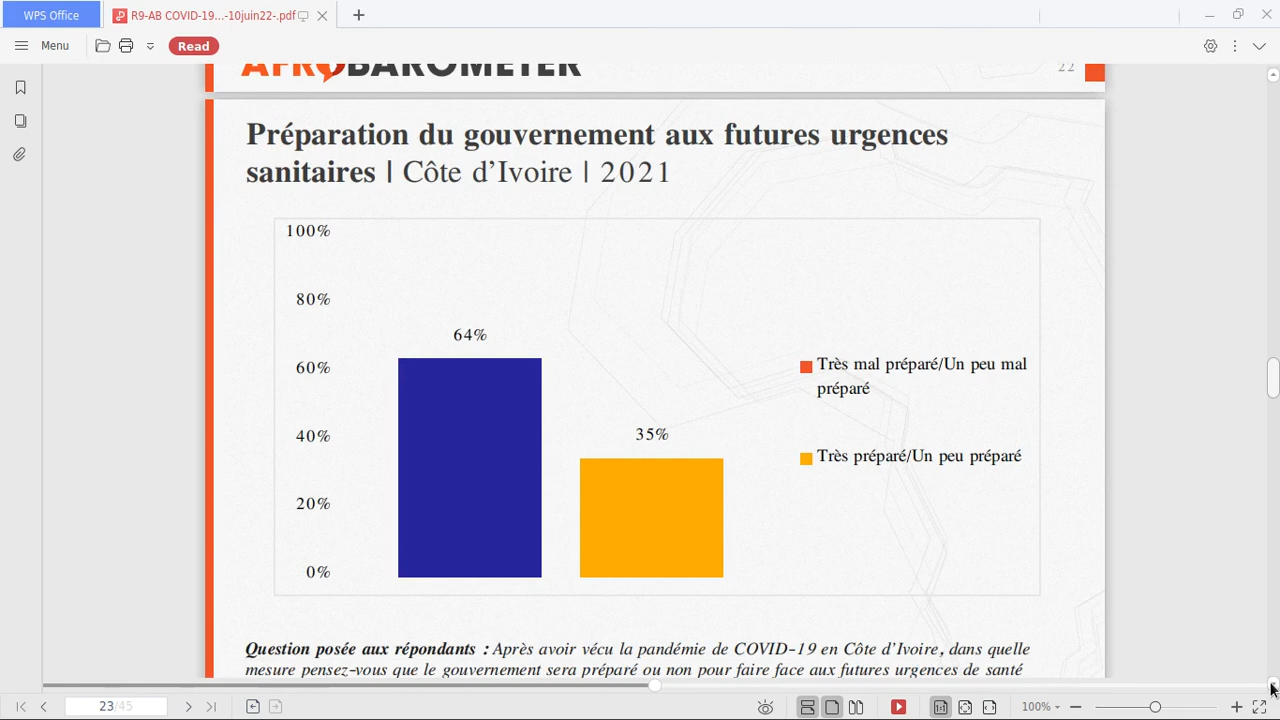 WPS Office
R9-AB COVID-19...-10juin22-.pdf
Menu
Read
AFROBAROMETER
22
Préparation du gouvernement aux futures urgences
sanitaires | Côte d'Ivoire | 2021
100%
80%
60%
40%
20%
0%
64%
35%
Très mal préparé/Un peu mal
préparé
Très préparé/Un peu préparé
Question posée aux répondants : Après avoir vécu la pandémie de COVID-19 en Côte d'Ivoire, dans quelle
mesure pensez-vous que le gouvernement sera préparé ou non pour faire face aux futures urgences de santé
23/45
100%